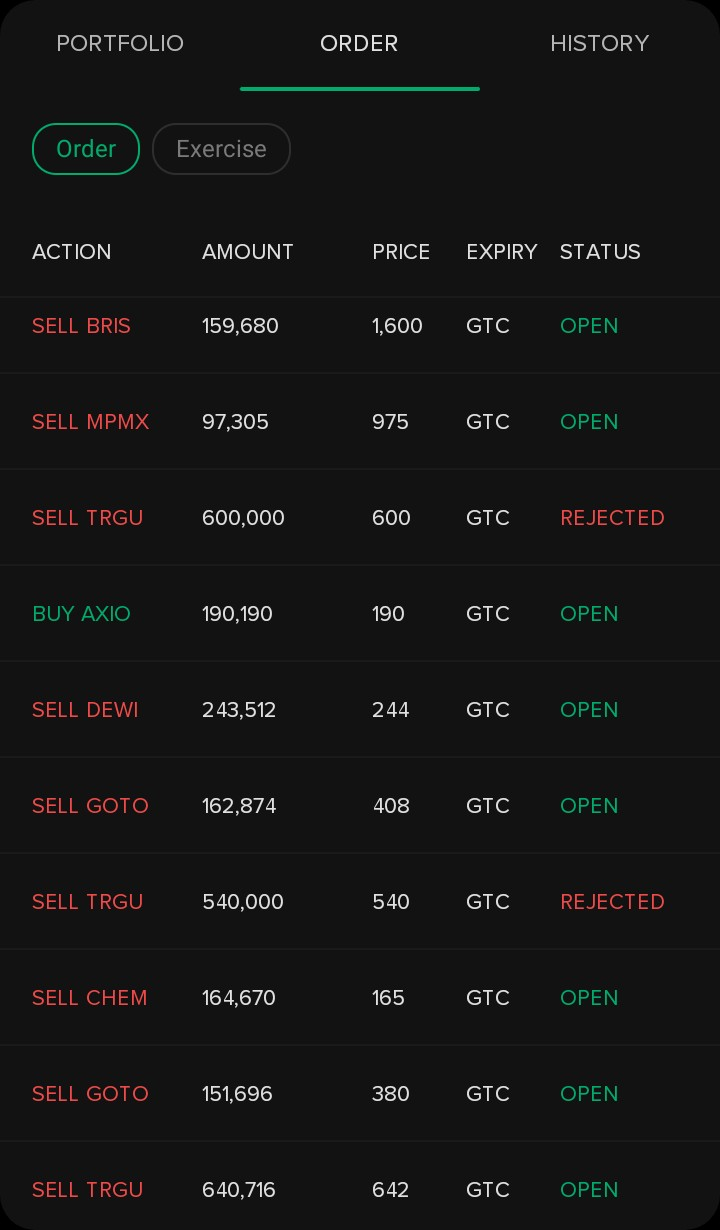 PORTFOLIO ORDER HISTORY
Order Exercise
ACTION AMOUNT PRICE EXPIRY STATUS
SELL BRIS 159,680 1,600 GTC OPEN
SELL MPMX 97,305 975 GTC OPEN
SELL TRGU 600,000 600 GTC REJECTED
BUY AXIO 190,190 190 GTC OPEN
SELL DEWI 243,512 244 GTC OPEN
SELL GOTO 162,874 408 GTC OPEN
SELL TRGU 540,000 540 GTC REJECTED
SELL CHEM 164,670 165 GTC OPEN
SELL GOTO 151,696 380 GTC OPEN
SELL TRGU 640,716 642 GTC OPEN